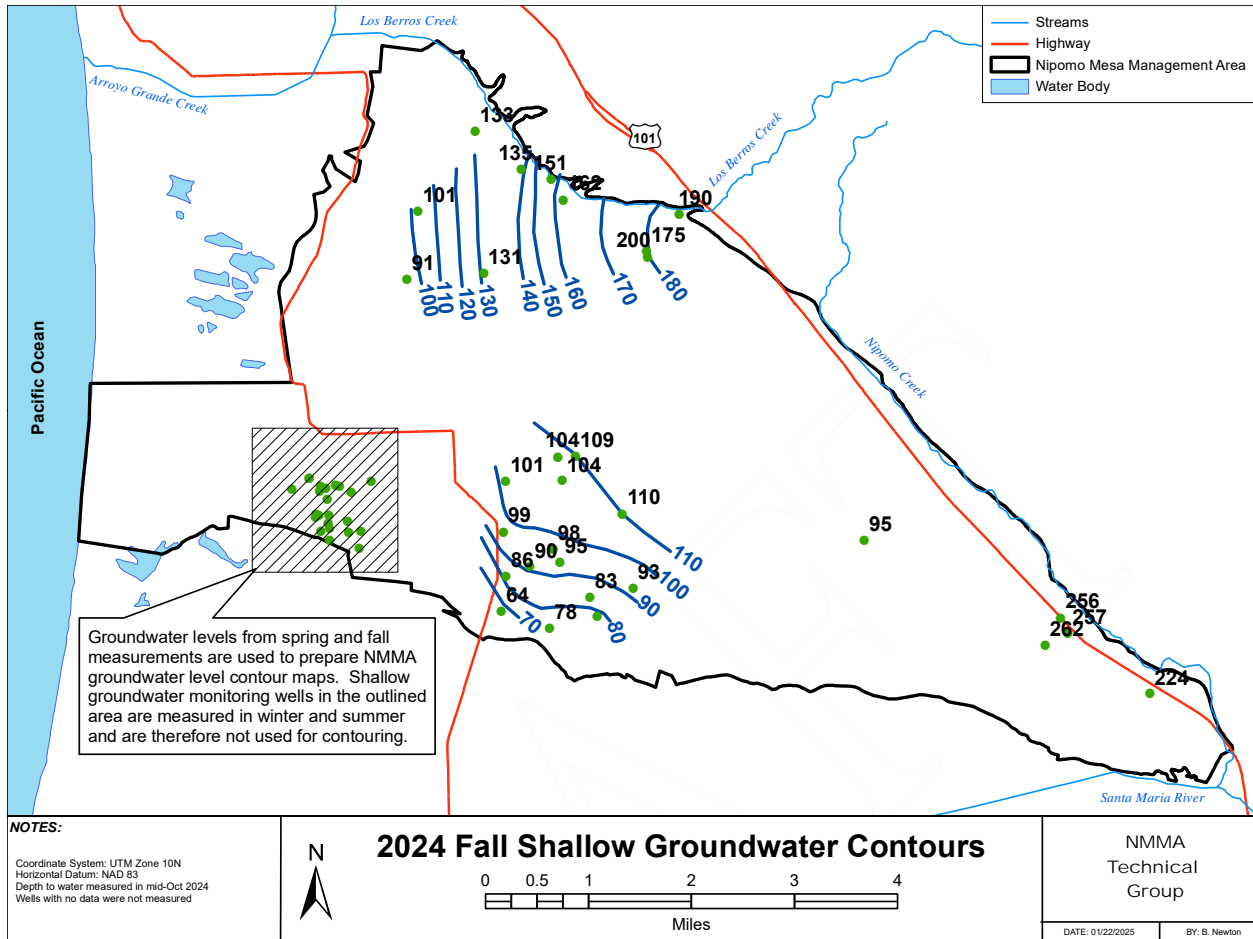 Los Berros Creek
Streams
Highway
Nipomo Mesa Management Area
Water Body
Arroyo Grande Creek
133
101
Los Berros Creek
135
151
162
190
101
175
200
91
131
100
110
120
130
140
150
160
170
180
Pacific Ocean
Nipomo Creek
104
109
101
104
110
99
98
95
90
95
110
86
100
93
83
90
64
78
70
80
256
257
262
224
Groundwater levels from spring and fall
measurements are used to prepare NMMA
groundwater level contour maps. Shallow
groundwater monitoring wells in the outlined
area are measured in winter and summer
and are therefore not used for contouring.
Santa Maria River
NOTES:
Coordinate System: UTM Zone 10N
Horizontal Datum: NAD 83
Depth to water measured in mid-Oct 2024
Wells with no data were not measured
N
2024 Fall Shallow Groundwater Contours
0 0.5 1 2 3 4
Miles
NMMA
Technical
Group
DATE: 01/22/2025
BY: B. Newton